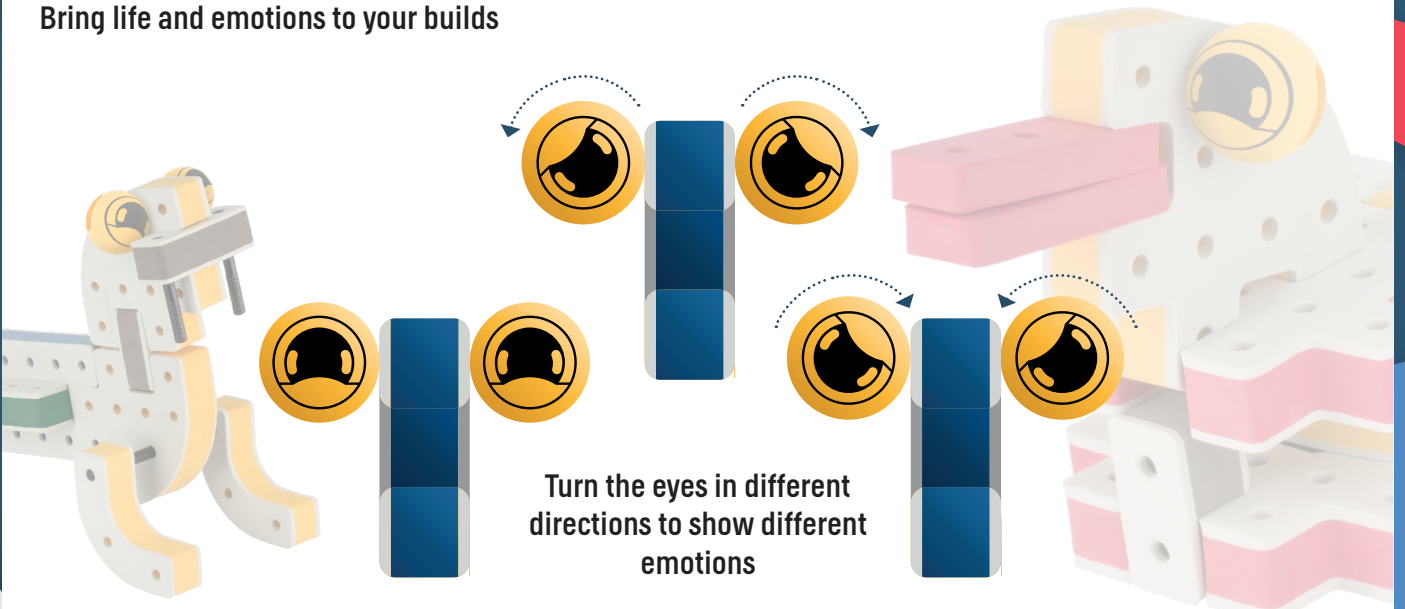 Bring life and emotions to your builds
Turn the eyes in different
directions to show different
emotions